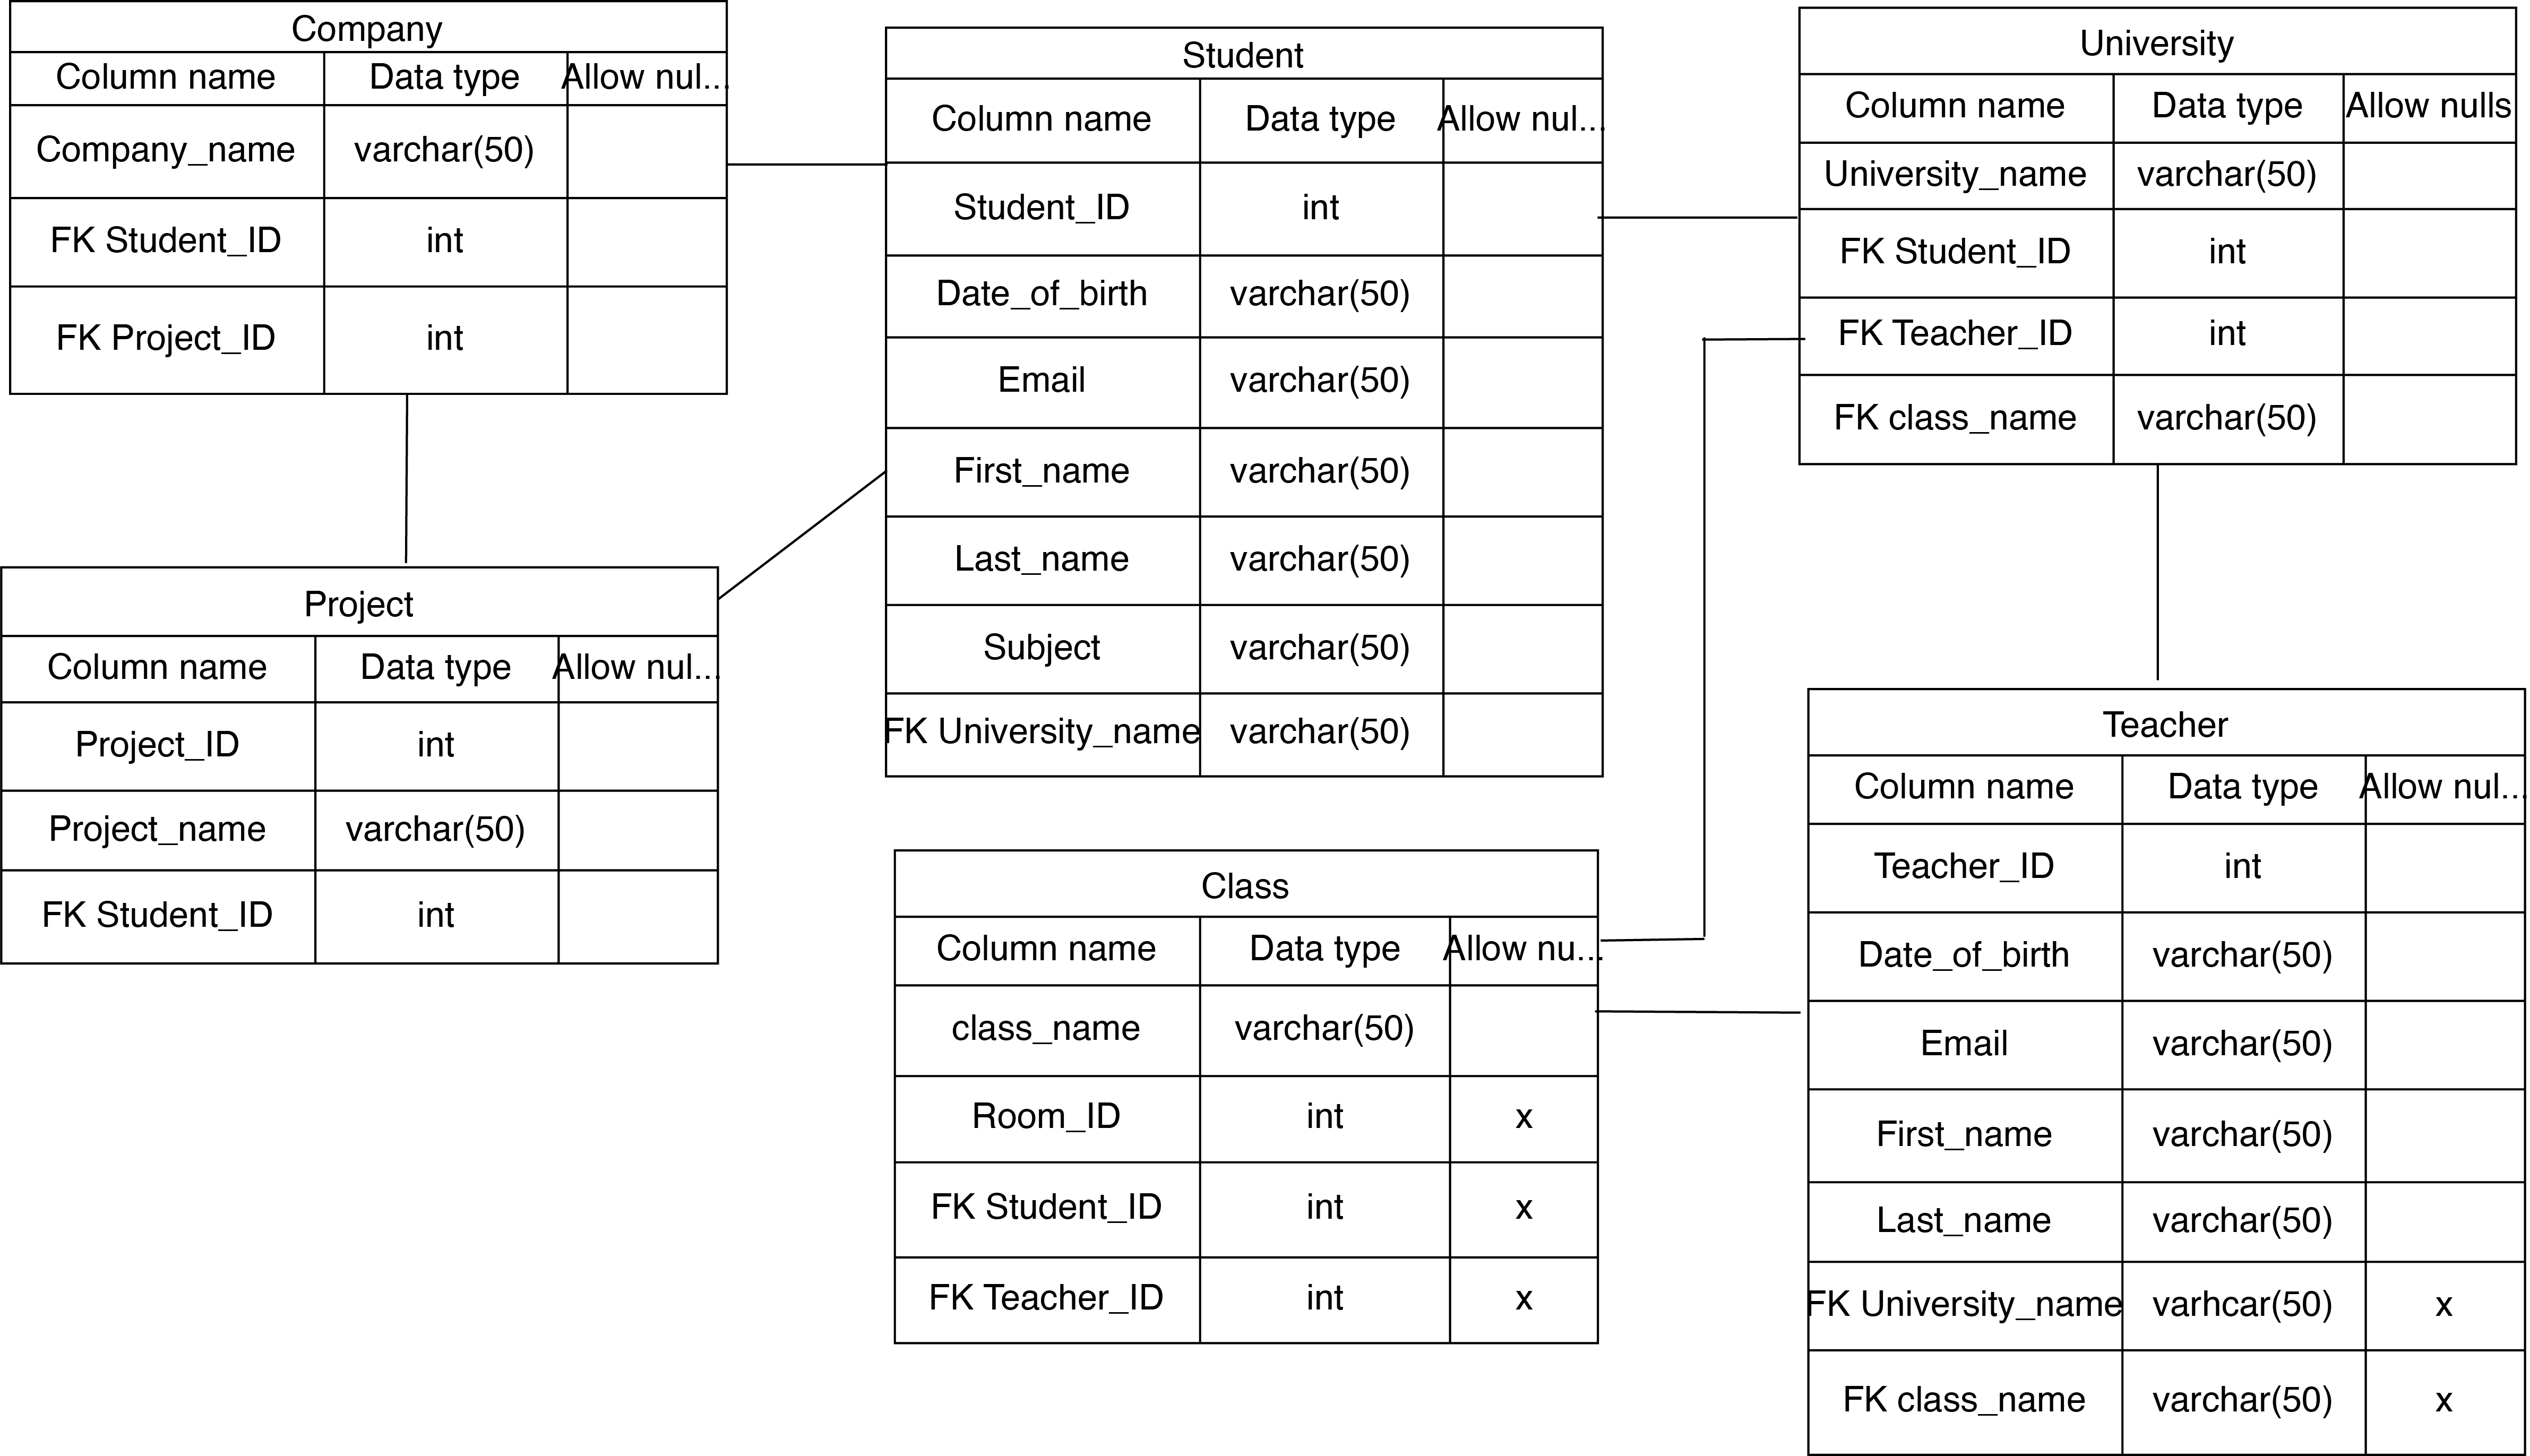 Company
Column name Data type Allow nul...
Company_name varchar(50)
FK Student_ID int
FK Project_ID int
Student
Column name Data type Allow nul...
Student_ID int
Date_of_birth varchar(50)
Email varchar(50)
First_name varchar(50)
Last_name varchar(50)
Subject varchar(50)
FK University_name varchar(50)
University
Column name Data type Allow nulls
University_name varchar(50)
FK Student_ID int
FK Teacher_ID int
FK class_name varchar(50)
Project
Column name Data type Allow nul...
Project_ID int
Project_name varchar(50)
FK Student_ID int
Class
Column name Data type Allow nu...
class_name varchar(50)
Room_ID int x
FK Student_ID int x
FK Teacher_ID int x
Teacher
Column name Data type Allow nul...
Teacher_ID int
Date_of_birth varchar(50)
Email varchar(50)
First_name varchar(50)
Last_name varchar(50)
FK University_name varhcar(50) x
FK class_name varchar(50) x